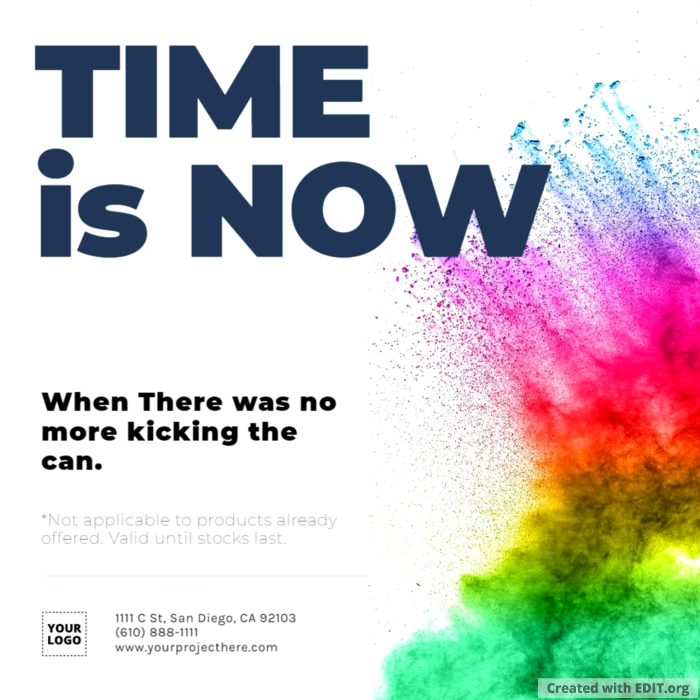 TIME
is NOW
When There was no
more kicking the
can.
*Not applicable to products already
offered. Valid until stocks last.
YOUR
LOGO
1111 C St, San Diego, CA 92103
(610) 888-1111
www.yourprojecthere.com
Created with EDIT.org